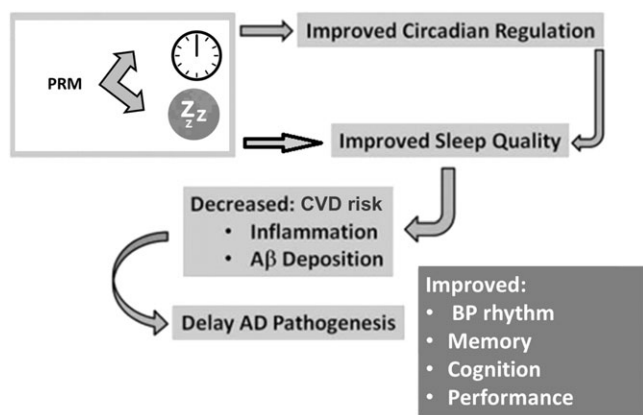 Improved Circadian Regulation
PRM
Z
Z
z
Improved Sleep Quality
Decreased: CVD risk
• Inflammation
• Aβ Deposition
Delay AD Pathogenesis
Improved:
• BP rhythm
• Memory
• Cognition
• Performance